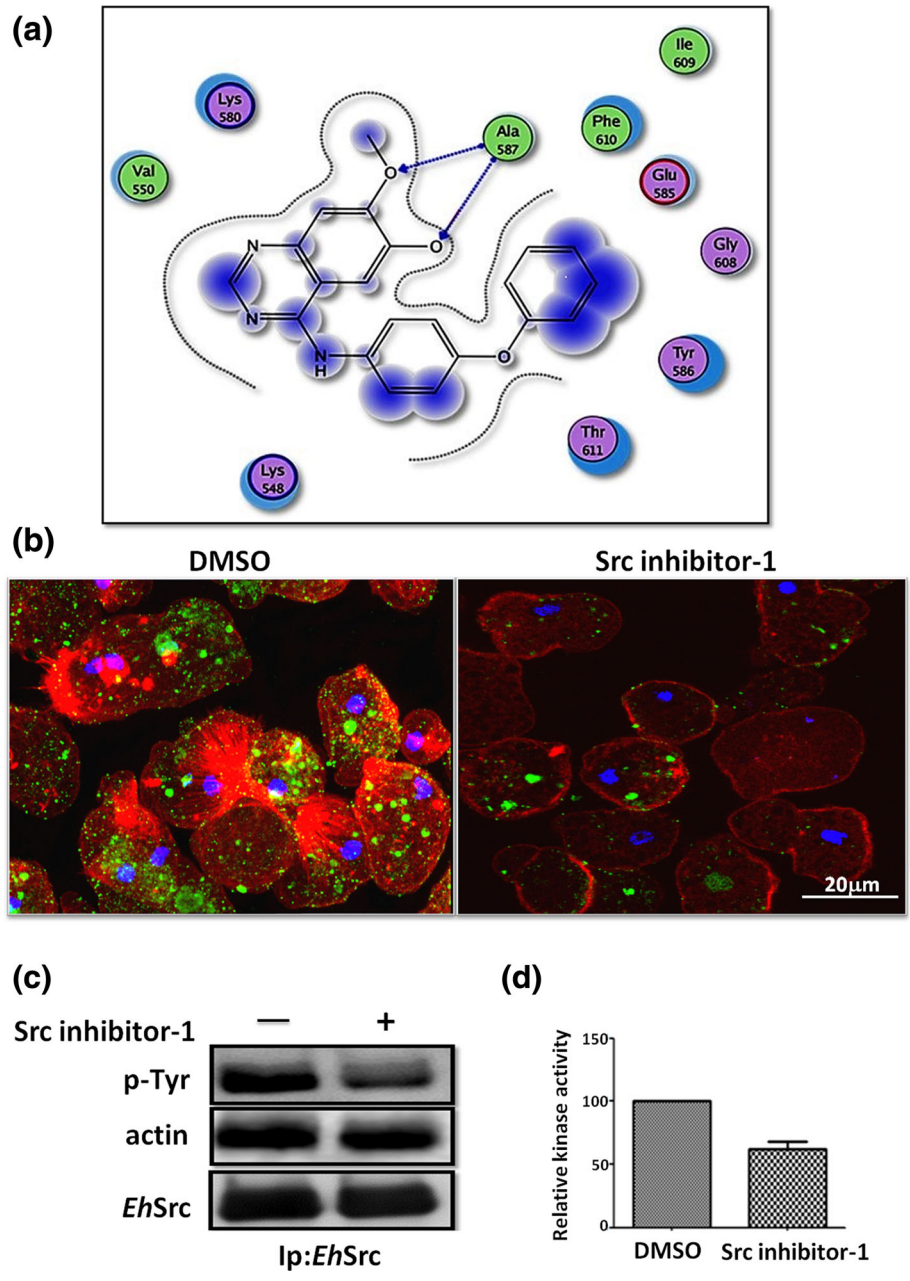 (a)
Ile
609
Lys
580
Phe
610
Ala
587
Val
550
Glu
585
O
Gly
608
N
O
N
Tyr
586
N
H
O
Thr
611
Lys
548
(b)
DMSO
Src inhibitor-1
20μm
(c)
(d)
Src inhibitor-1
—
+
p-Tyr
actin
EhSrc
Ip:EhSrc
Relative kinase activity
150
100
50
0
DMSO
Src inhibitor-1